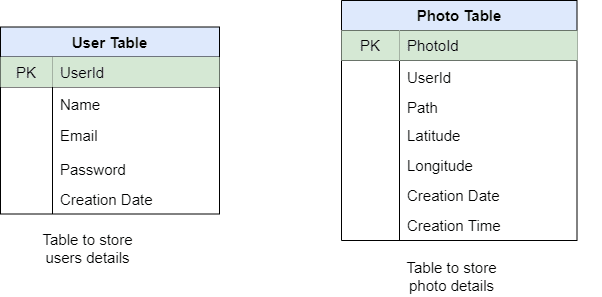 User Table
PK UserId
Name
Email
Password
Creation Date
Table to store
users details
Photo Table
PK PhotoId
UserId
Path
Latitude
Longitude
Creation Date
Creation Time
Table to store
photo details